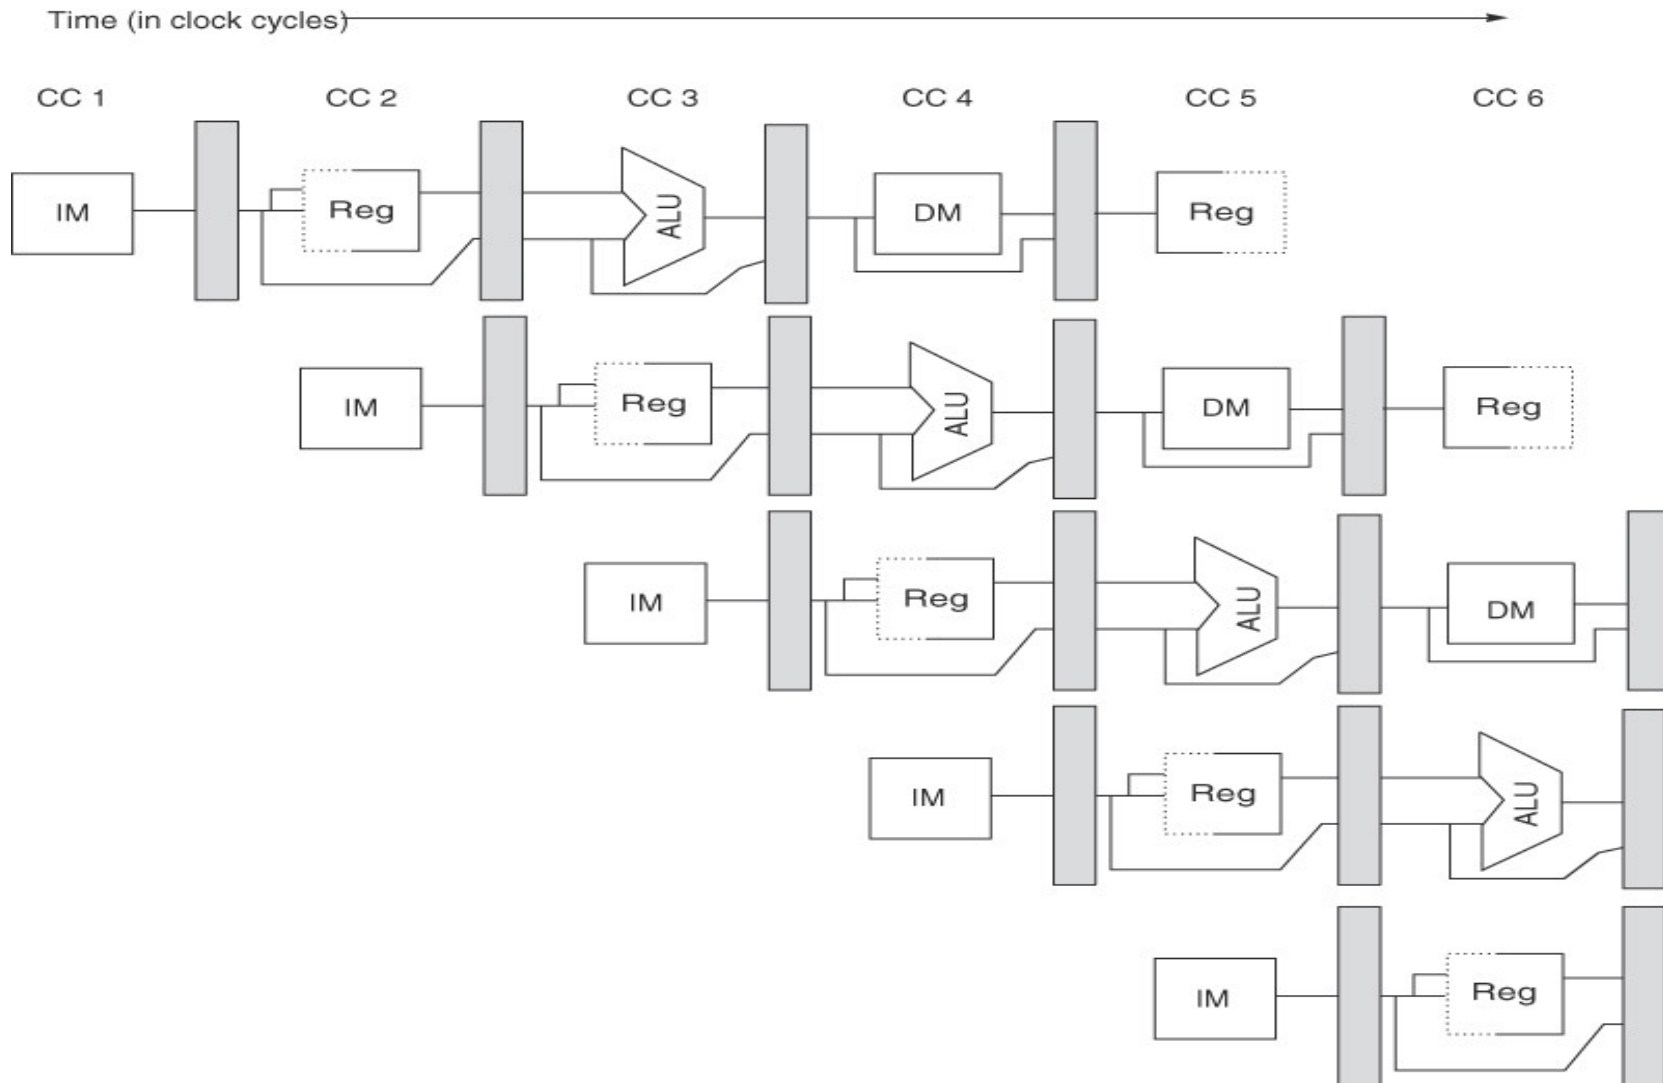 Time (in clock cycles)
CC 1 CC 2 CC 3 CC 4 CC 5 CC 6
IM Reg ALU DM Reg
IM Reg ALU DM Reg
IM Reg ALU DM
IM Reg ALU
IM Reg